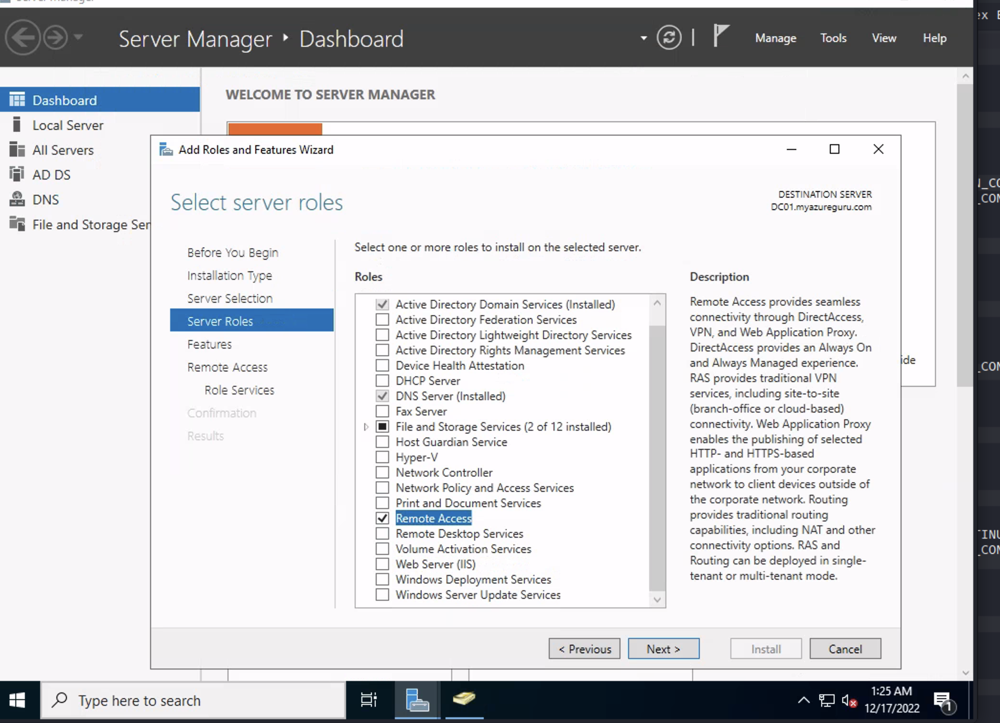 Server Manager
Server Manager ‣ Dashboard
Manage
Tools
View
Help
Dashboard
Local Server
All Servers
AD DS
DNS
File and Storage Ser
WELCOME TO SERVER MANAGER
Add Roles and Features Wizard
Select server roles
DESTINATION SERVER
DC01.myazureguru.com
Before You Begin
Installation Type
Server Selection
Server Roles
Features
Remote Access
Role Services
Confirmation
Results
Select one or more roles to install on the selected server.
Roles
Active Directory Domain Services (Installed)
Active Directory Federation Services
Active Directory Lightweight Directory Services
Active Directory Rights Management Services
Device Health Attestation
DHCP Server
DNS Server (Installed)
Fax Server
File and Storage Services (2 of 12 installed)
Host Guardian Service
Hyper-V
Network Controller
Network Policy and Access Services
Print and Document Services
Remote Access
Remote Desktop Services
Volume Activation Services
Web Server (IIS)
Windows Deployment Services
Windows Server Update Services
Description
Remote Access provides seamless
connectivity through DirectAccess,
VPN, and Web Application Proxy.
DirectAccess provides an Always On
and Always Managed experience.
RAS provides traditional VPN
services, including site-to-site
(branch-office or cloud-based)
connectivity. Web Application Proxy
enables the publishing of selected
HTTP- and HTTPS-based
applications from your corporate
network to client devices outside of
the corporate network. Routing
provides traditional routing
capabilities, including NAT and other
connectivity options. RAS and
Routing can be deployed in single-
tenant or multi-tenant mode.
ide
< Previous
Next >
Install
Cancel
Type here to search
1:25 AM
12/17/2022
1